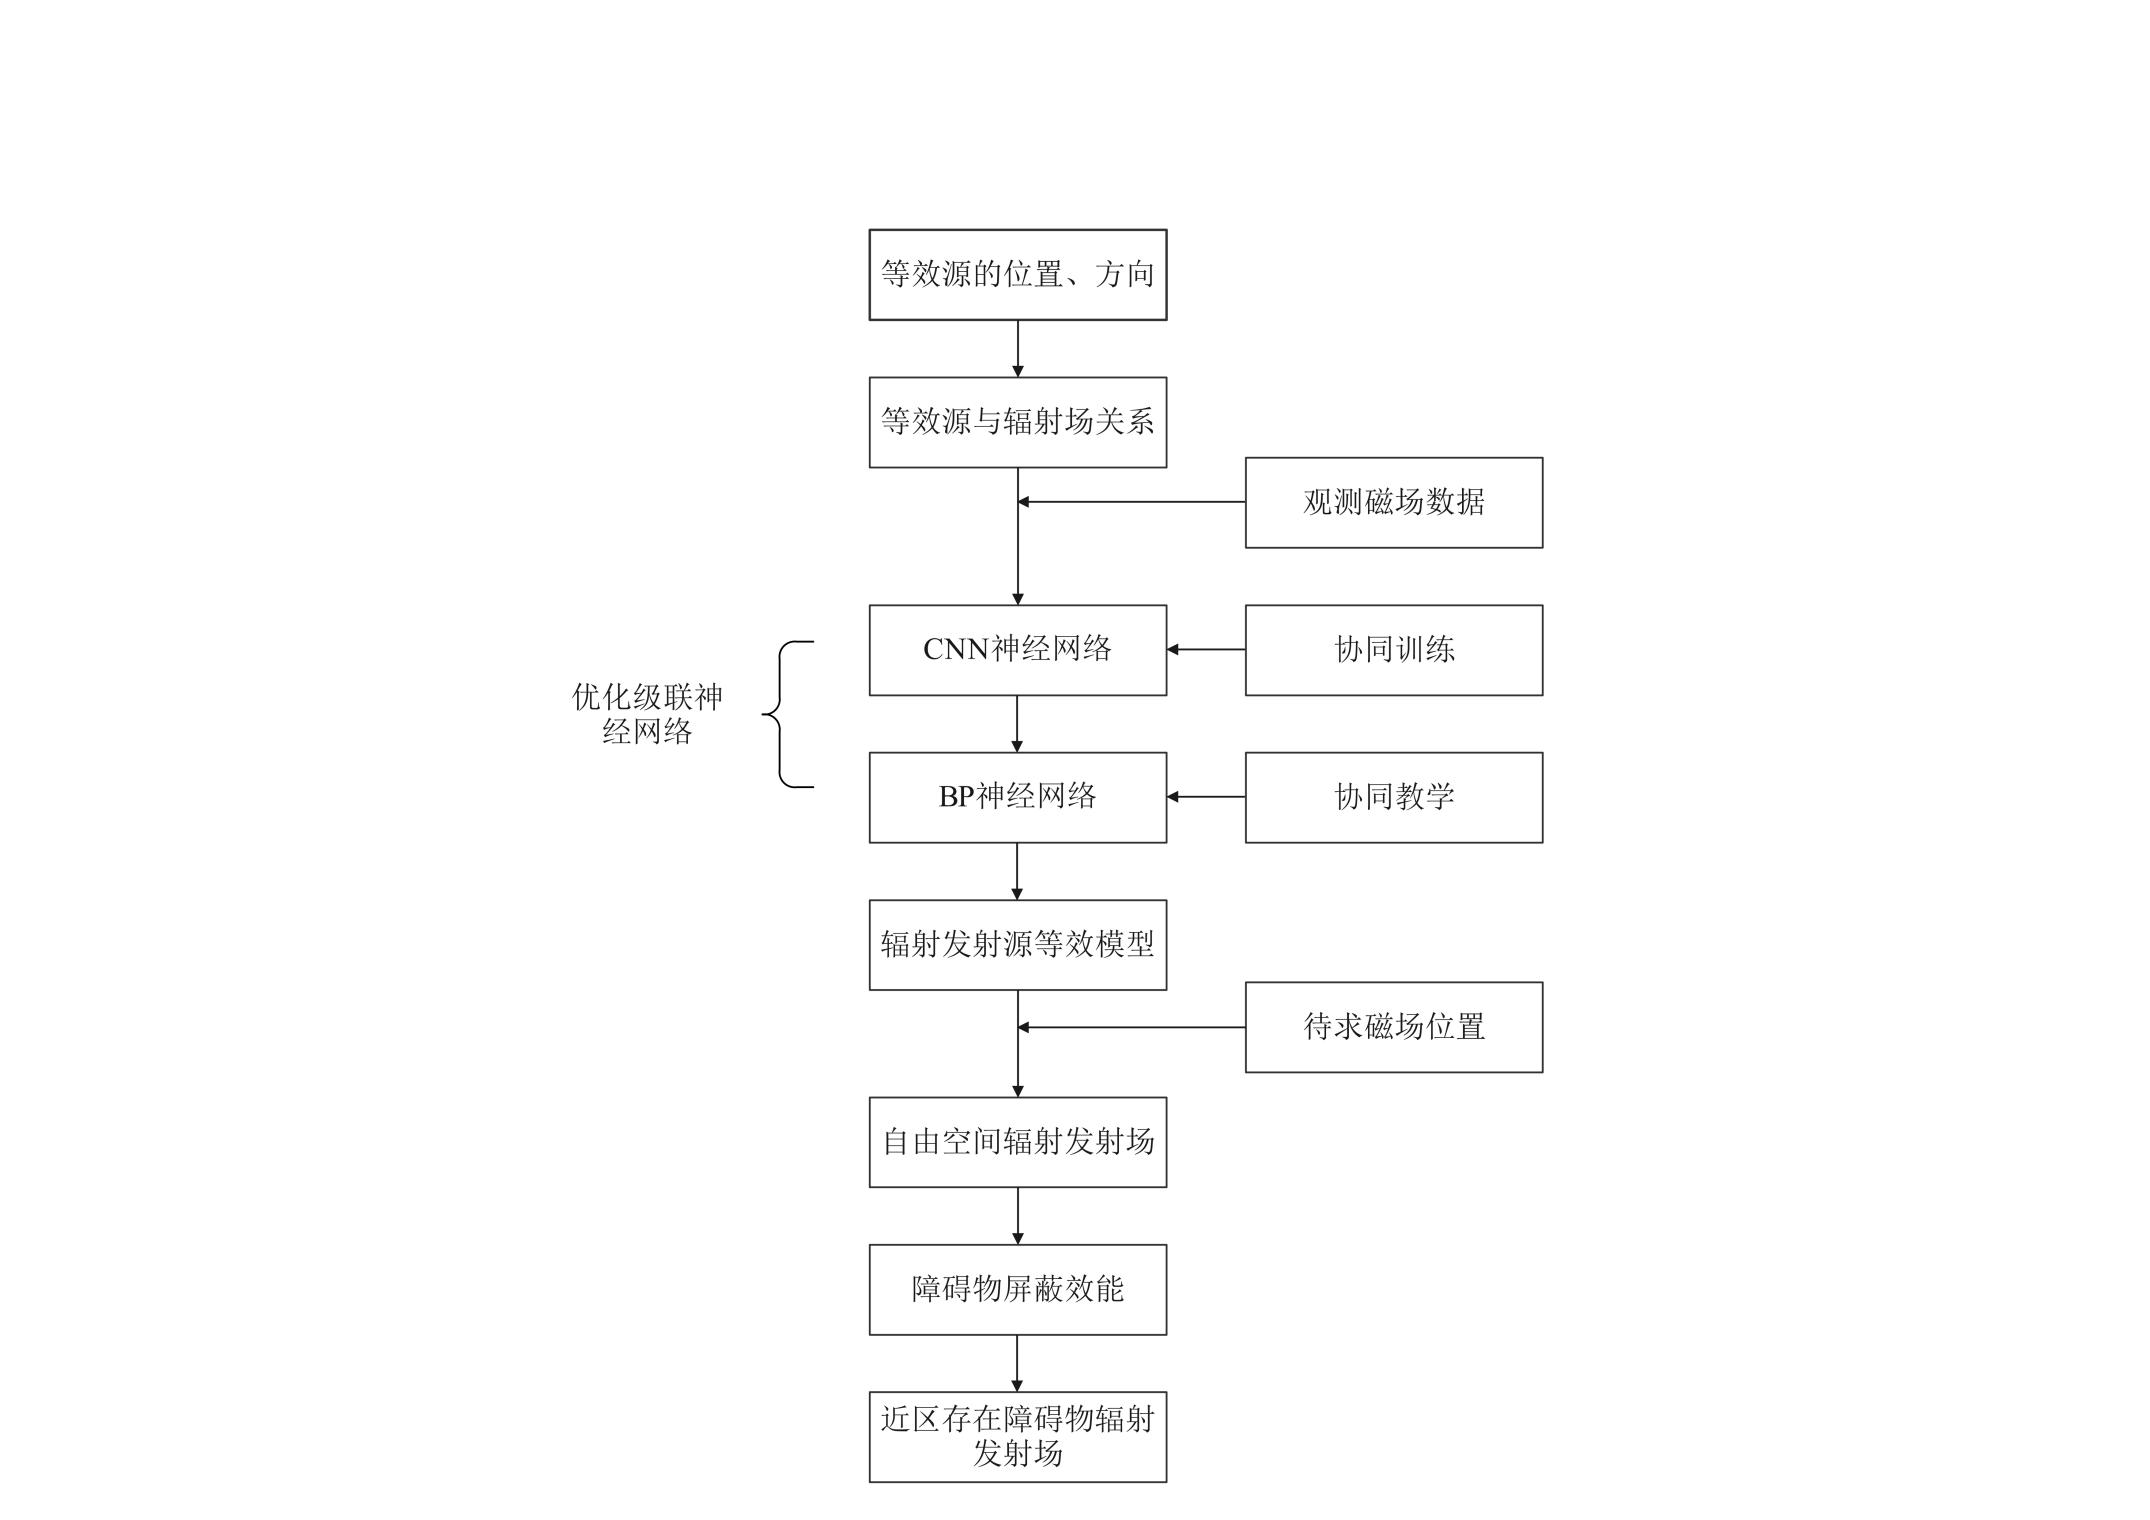 等效源的位置、方向
等效源与辐射场关系
观测磁场数据
CNN神经网络
协同训练
优化级联神
经网络
BP神经网络
协同教学
辐射发射源等效模型
待求磁场位置
自由空间辐射发射场
障碍物屏蔽效能
近区存在障碍物辐射
发射场